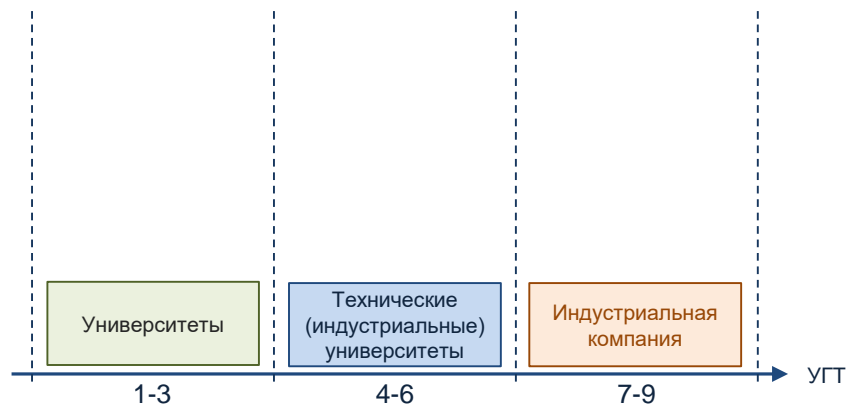 Университеты
Технические
(индустриальные)
университеты
Индустриальная
компания
УГТ
1-3
4-6
7-9